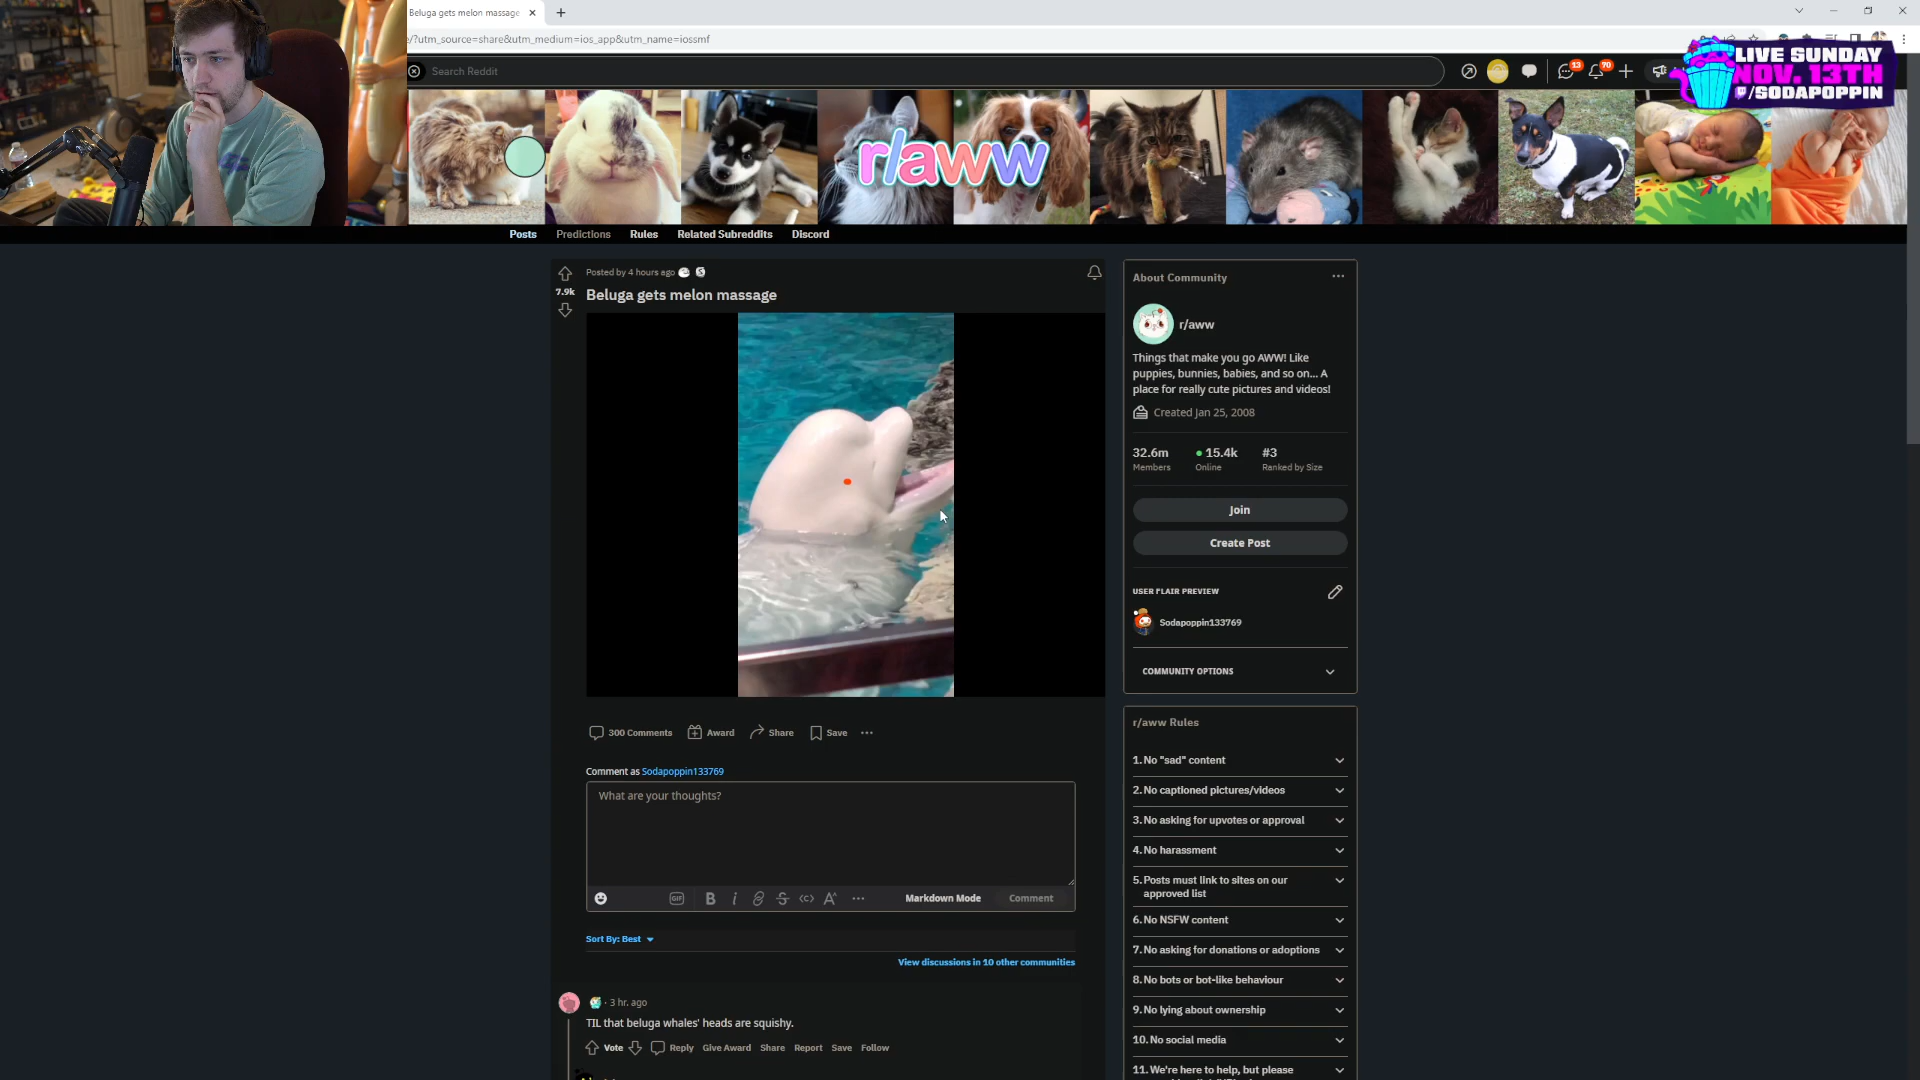 Beluga gets melon massage
e/?utm_source=share&utm_medium=ios_app&utm_name=iossmf
Search Reddit
13
70
LIVE SUNDAY
NOV. 13TH
/SODAPOPPIN
r/aww
Posts
Predictions
Rules
Related Subreddits
Discord
Posted by 4 hours ago
7.9k
Beluga gets melon massage
300 Comments
Award
Share
Save
Comment as Sodapoppin133769
What are your thoughts?
GIF
B i
Markdown Mode
Comment
Sort By: Best
View discussions in 10 other communities
· 3 hr. ago
TIL that beluga whales' heads are squishy.
Vote
Reply
Give Award
Share
Report
Save
Follow
About Community
r/aww
Things that make you go AWW! Like
puppies, bunnies, babies, and so on... A
place for really cute pictures and videos!
Created Jan 25, 2008
32.6m
15.4k
#3
Members
Online
Ranked by Size
Join
Create Post
USER FLAIR PREVIEW
Sodapoppin133769
COMMUNITY OPTIONS
r/aww Rules
1. No "sad" content
2. No captioned pictures/videos
3. No asking for upvotes or approval
4. No harassment
5. Posts must link to sites on our
approved list
6. No NSFW content
7. No asking for donations or adoptions
8. No bots or bot-like behaviour
9. No lying about ownership
10. No social media
11. We're here to help, but please